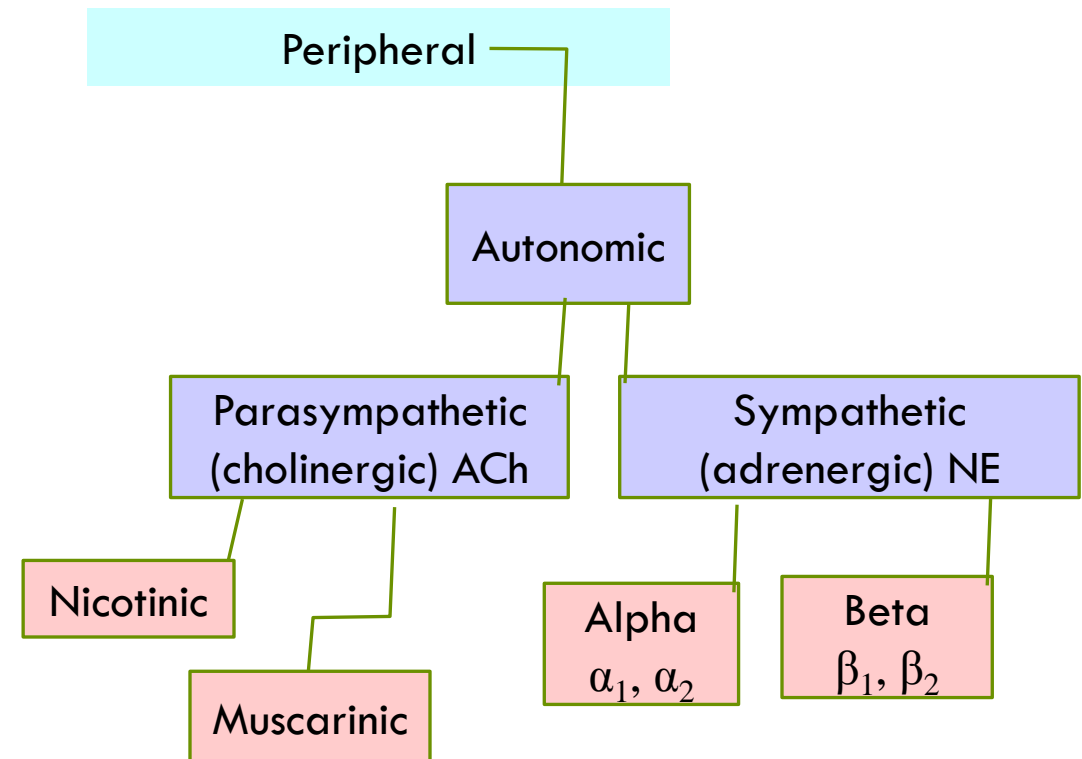 Peripheral
Autonomic
Parasympathetic
(cholinergic) ACh
Sympathetic
(adrenergic) NE
Nicotinic
Muscarinic
Alpha
α₁, α₂
Beta
β₁, β₂